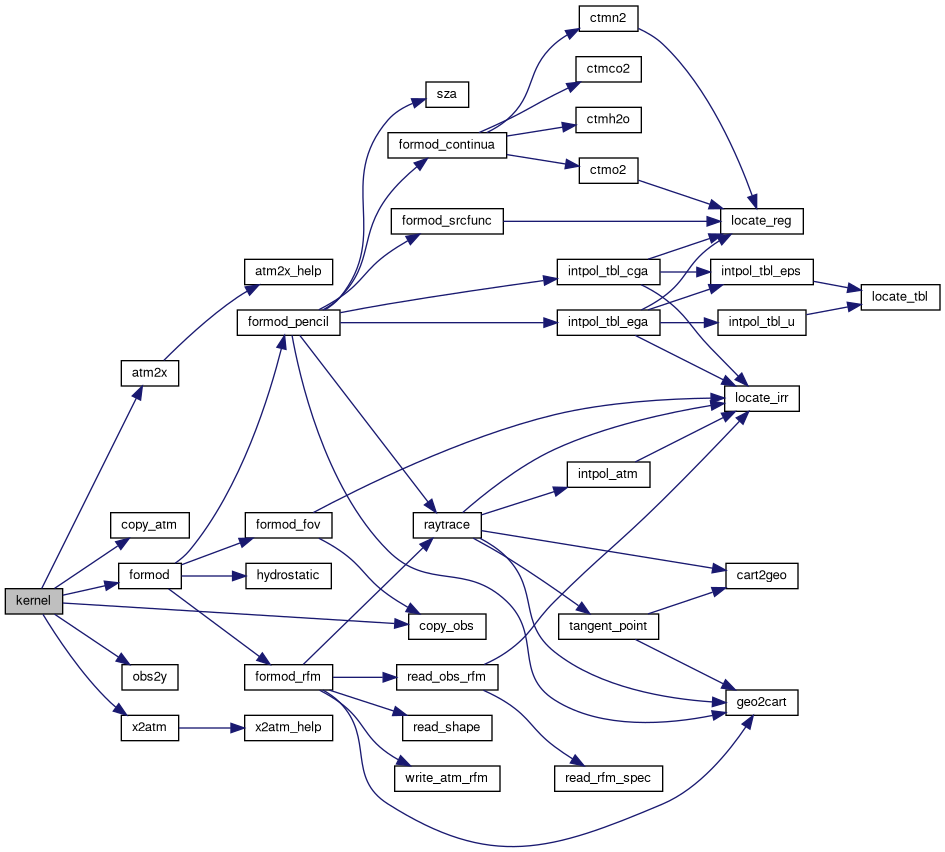 ctmn2
ctmco2
sza
ctmh2o
formod_continua
ctmo2
formod_srcfunc
locate_reg
atm2x_help
intpol_tbl_cga
intpol_tbl_eps
locate_tbl
formod_pencil
intpol_tbl_ega
intpol_tbl_u
atm2x
locate_irr
intpol_atm
copy_atm
formod_fov
raytrace
formod
hydrostatic
cart2geo
kernel
copy_obs
tangent_point
obs2y
formod_rfm
read_obs_rfm
geo2cart
x2atm
x2atm_help
read_shape
write_atm_rfm
read_rfm_spec